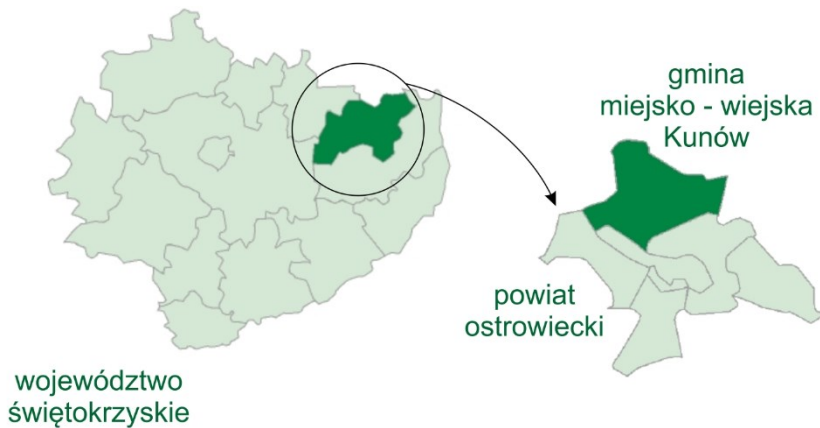 gmina
miejsko - wiejska
Kunów
powiat
ostrowiecki
województwo
świętokrzyskie